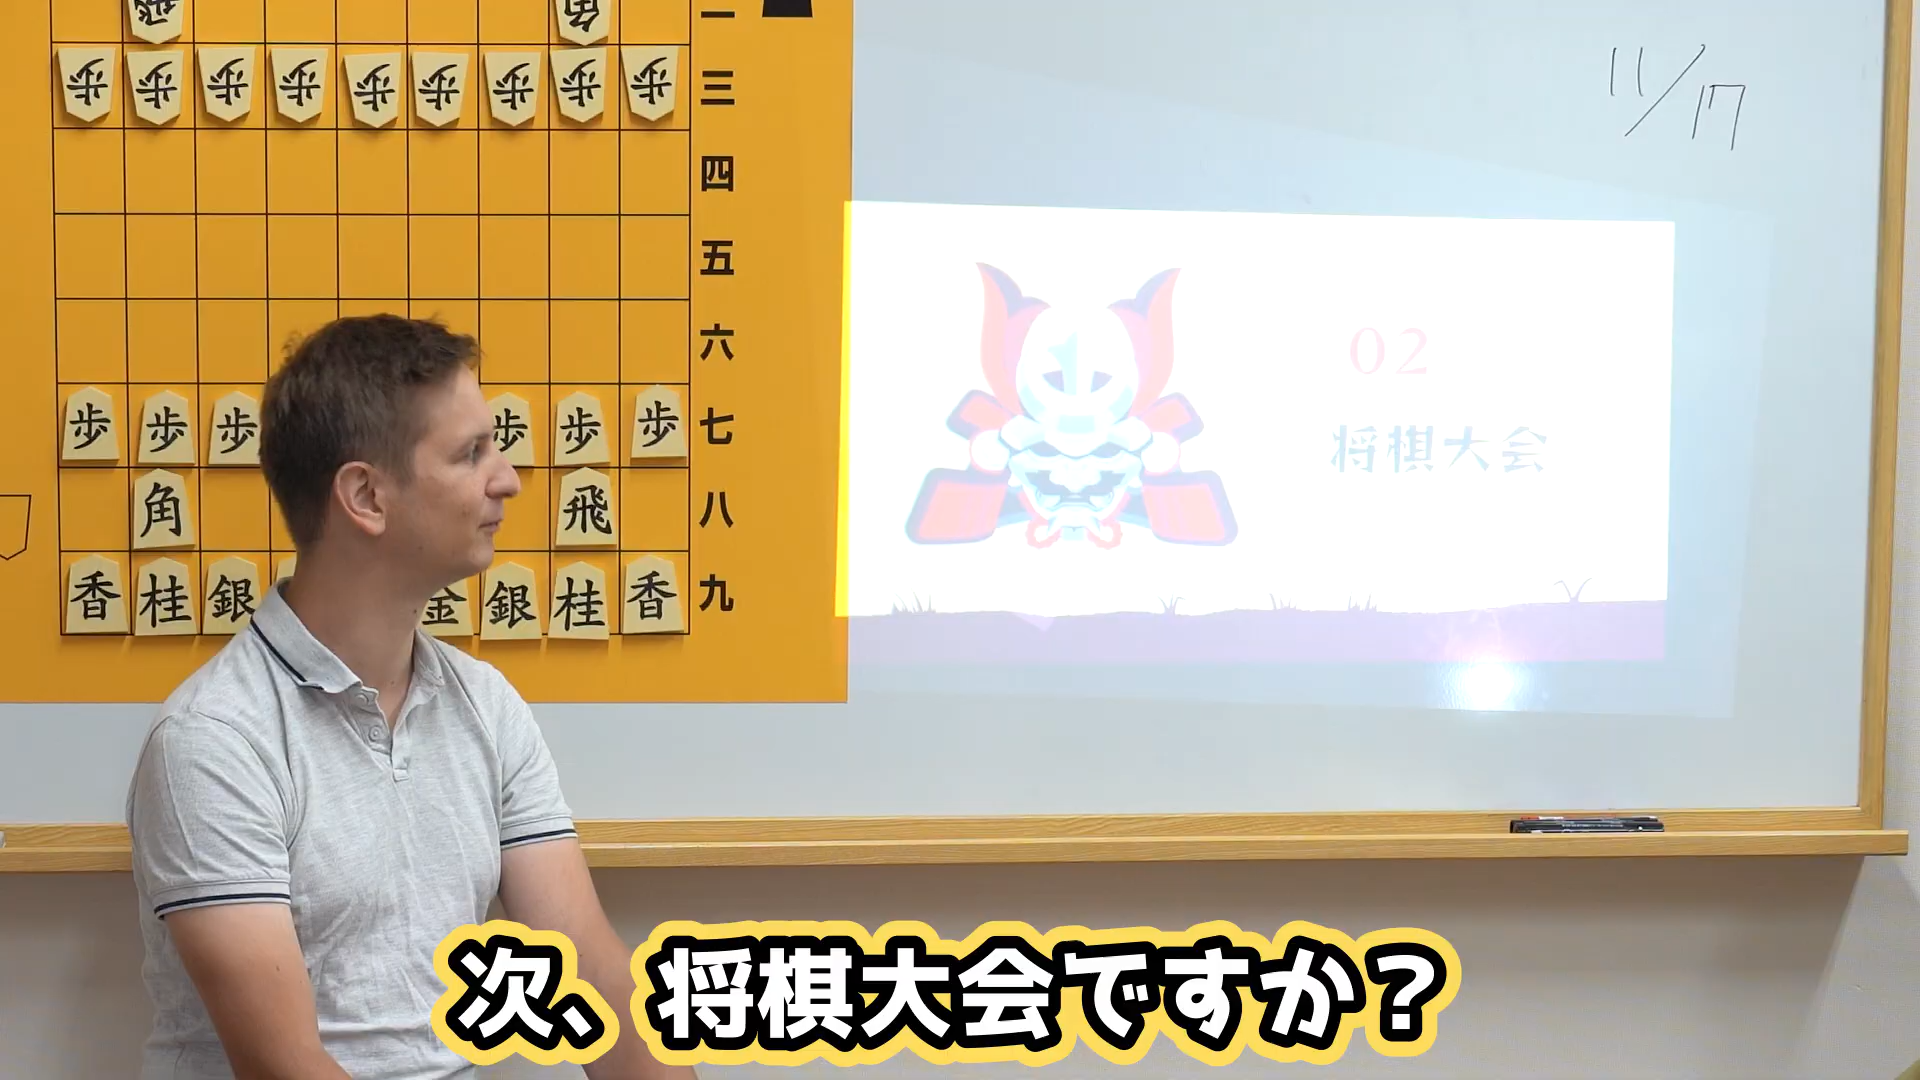 飛 角 二
歩 歩 歩 歩 歩 歩 歩 歩 歩 三
四
五
六
歩 歩 歩 歩 歩 歩 七
角 飛 八
香 桂 銀 金 銀 桂 香 九
11/17
02
将棋大会
次、将棋大会ですか？